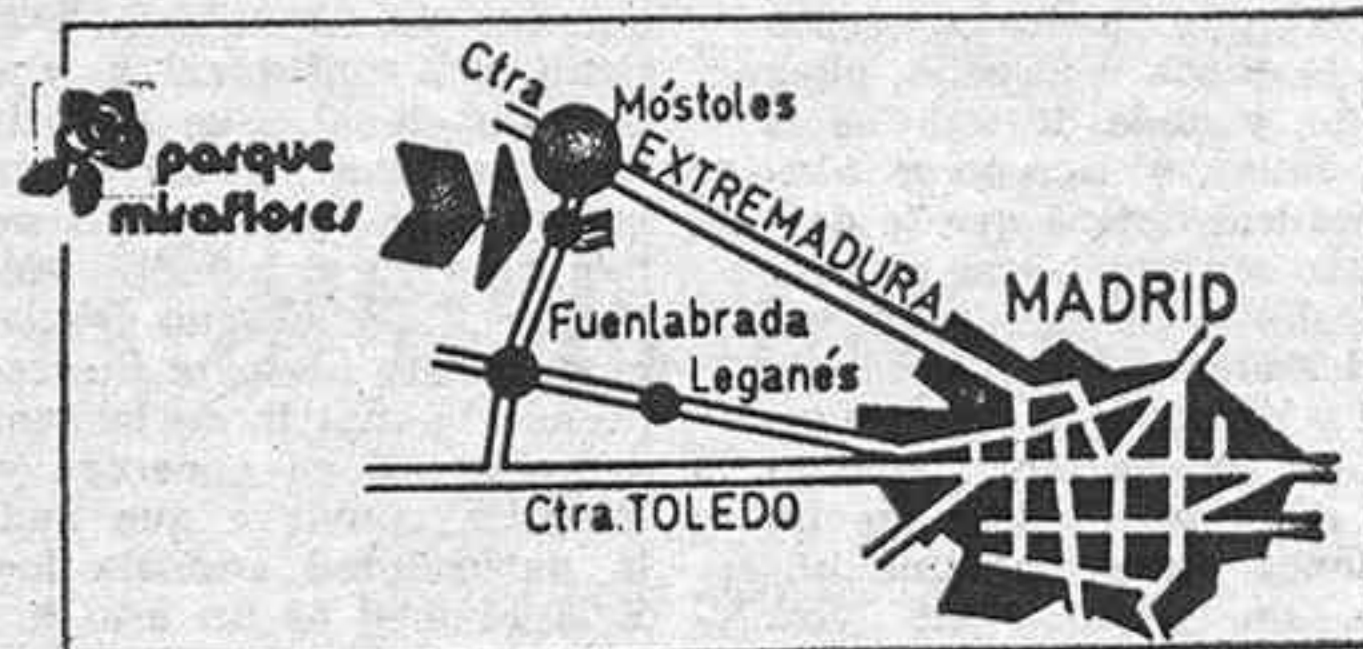 parque
miraflores
Ctra
Móstoles
EXTREMADURA
MADRID
Fuenlabrada
Leganés
Ctra. TOLEDO